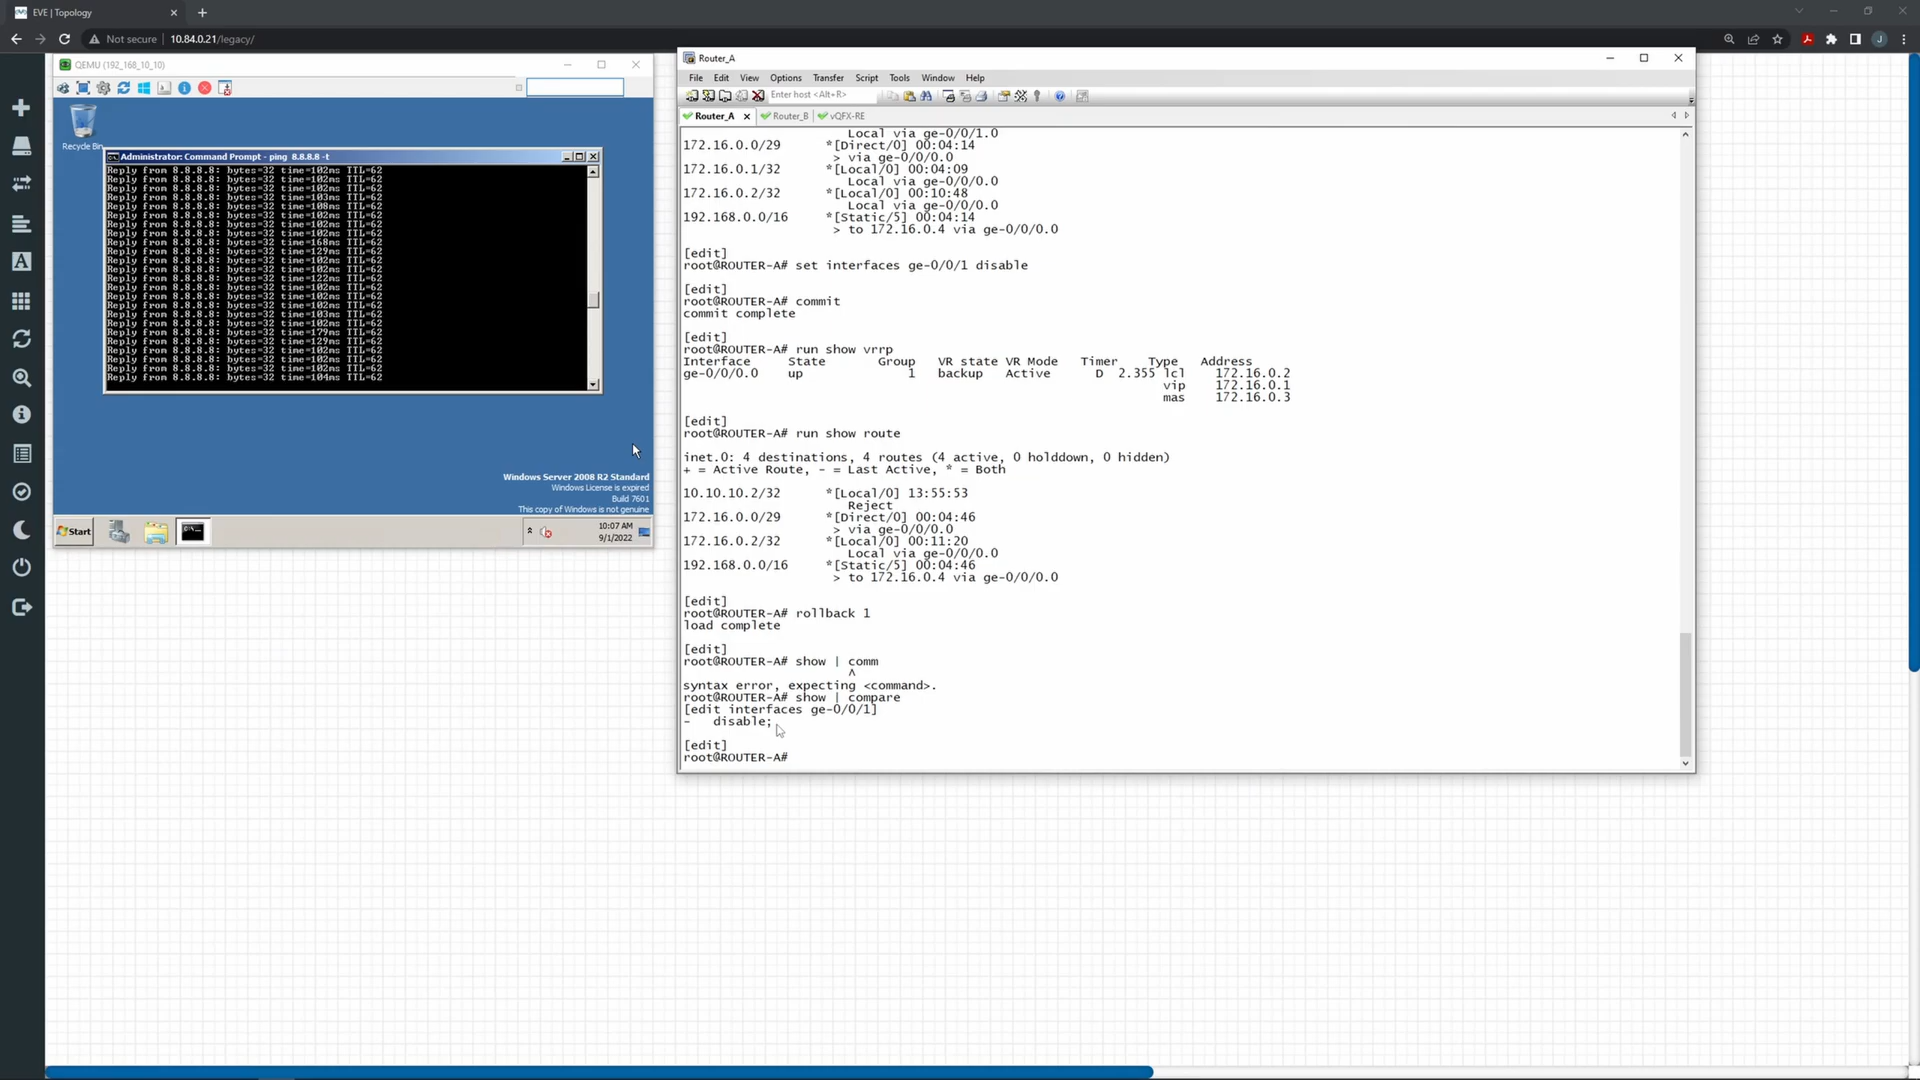 EVE | Topology
Not secure
10.84.0.21/legacy/
QEMU (192_168_10_10)
Recycle Bin
Administrator: Command Prompt - ping 8.8.8.8 -t
Reply from 8.8.8.8: bytes=32 time=102ms TTL=62
Reply from 8.8.8.8: bytes=32 time=102ms TTL=62
Reply from 8.8.8.8: bytes=32 time=102ms TTL=62
Reply from 8.8.8.8: bytes=32 time=103ms TTL=62
Reply from 8.8.8.8: bytes=32 time=108ms TTL=62
Reply from 8.8.8.8: bytes=32 time=102ms TTL=62
Reply from 8.8.8.8: bytes=32 time=102ms TTL=62
Reply from 8.8.8.8: bytes=32 time=102ms TTL=62
Reply from 8.8.8.8: bytes=32 time=168ms TTL=62
Reply from 8.8.8.8: bytes=32 time=129ms TTL=62
Reply from 8.8.8.8: bytes=32 time=102ms TTL=62
Reply from 8.8.8.8: bytes=32 time=102ms TTL=62
Reply from 8.8.8.8: bytes=32 time=122ms TTL=62
Reply from 8.8.8.8: bytes=32 time=102ms TTL=62
Reply from 8.8.8.8: bytes=32 time=102ms TTL=62
Reply from 8.8.8.8: bytes=32 time=102ms TTL=62
Reply from 8.8.8.8: bytes=32 time=103ms TTL=62
Reply from 8.8.8.8: bytes=32 time=102ms TTL=62
Reply from 8.8.8.8: bytes=32 time=179ms TTL=62
Reply from 8.8.8.8: bytes=32 time=129ms TTL=62
Reply from 8.8.8.8: bytes=32 time=102ms TTL=62
Reply from 8.8.8.8: bytes=32 time=102ms TTL=62
Reply from 8.8.8.8: bytes=32 time=102ms TTL=62
Reply from 8.8.8.8: bytes=32 time=104ms TTL=62
Windows Server 2008 R2 Standard
Windows License is expired
Build 7601
This copy of Windows is not genuine
Start
10:07 AM
9/1/2022
Router_A
File Edit View Options Transfer Script Tools Window Help
Enter host <Alt+R>
Router_A Router_B vQFX-RE
Local via ge-0/0/1.0
172.16.0.0/29 *[Direct/0] 00:04:14
> via ge-0/0/0.0
172.16.0.1/32 *[Local/0] 00:04:09
Local via ge-0/0/0.0
172.16.0.2/32 *[Local/0] 00:10:48
Local via ge-0/0/0.0
192.168.0.0/16 *[Static/5] 00:04:14
> to 172.16.0.4 via ge-0/0/0.0
[edit]
root@ROUTER-A# set interfaces ge-0/0/1 disable
[edit]
root@ROUTER-A# commit
commit complete
[edit]
root@ROUTER-A# run show vrrp
Interface State Group VR state VR Mode Timer Type Address
ge-0/0/0.0 up 1 backup Active D 2.355 lcl 172.16.0.2
vip 172.16.0.1
mas 172.16.0.3
[edit]
root@ROUTER-A# run show route
inet.0: 4 destinations, 4 routes (4 active, 0 holddown, 0 hidden)
+ = Active Route, - = Last Active, * = Both
10.10.10.2/32 *[Local/0] 13:55:53
Reject
172.16.0.0/29 *[Direct/0] 00:04:46
> via ge-0/0/0.0
172.16.0.2/32 *[Local/0] 00:11:20
Local via ge-0/0/0.0
192.168.0.0/16 *[Static/5] 00:04:46
> to 172.16.0.4 via ge-0/0/0.0
[edit]
root@ROUTER-A# rollback 1
load complete
[edit]
root@ROUTER-A# show | comm
^
syntax error, expecting <command>.
root@ROUTER-A# show | compare
[edit interfaces ge-0/0/1]
- disable;
[edit]
root@ROUTER-A#